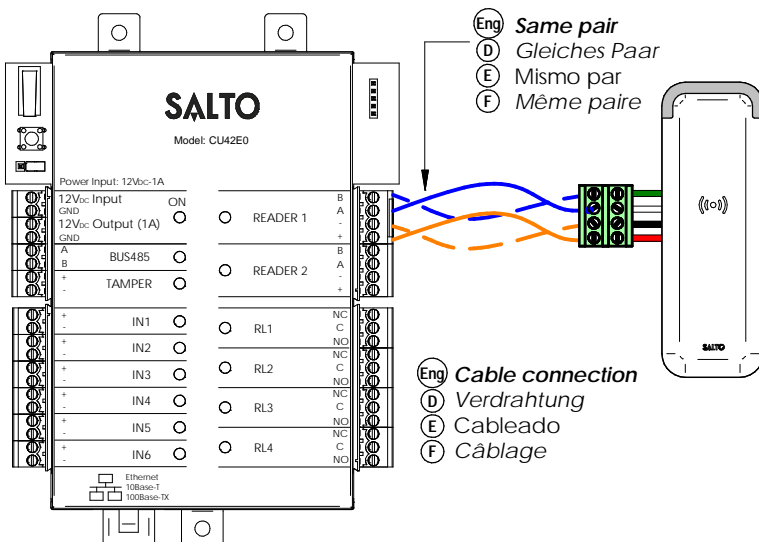 Eng Same pair
D Gleiches Paar
E Mismo par
F Même paire
SALTO
Model: CU42E0
Power Input: 12VDC-1A
12VDC Input
GND
12VDC Output (1A)
GND
ON
A
B
BUS485
+
-
TAMPER
+
-
IN1
+
-
IN2
+
-
IN3
+
-
IN4
+
-
IN5
+
-
IN6
READER 1
B
A
-
+
READER 2
B
A
-
+
RL1
NC
C
NO
RL2
NC
C
NO
RL3
NC
C
NO
RL4
NC
C
NO
Ethernet
10Base-T
100Base-TX
SALTO
Eng Cable connection
D Verdrahtung
E Cableado
F Câblage